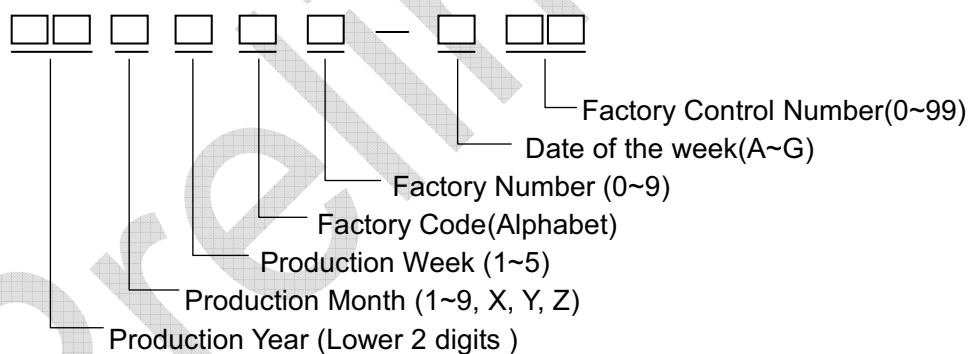 Factory Control Number(0~99)
Date of the week(A~G)
Factory Number (0~9)
Factory Code(Alphabet)
Production Week (1~5)
Production Month (1~9, X, Y, Z)
Production Year (Lower 2 digits )